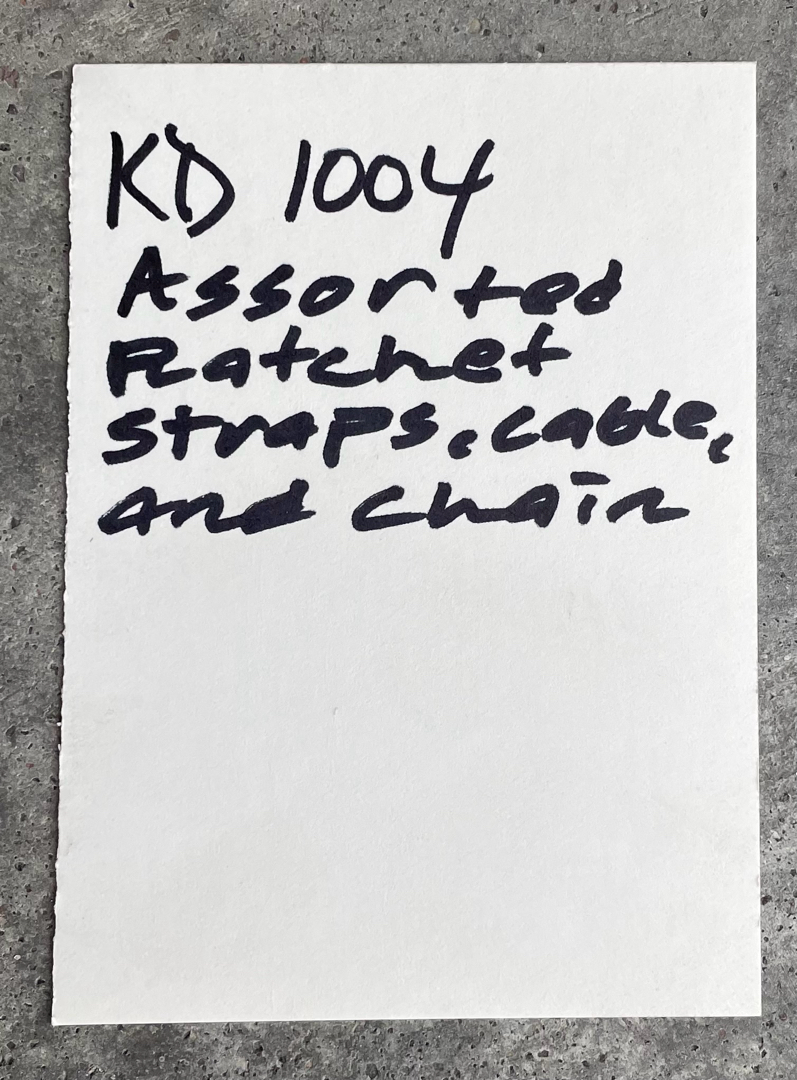 KD 1004
Assorted
Ratchet
Straps, cable,
and chain